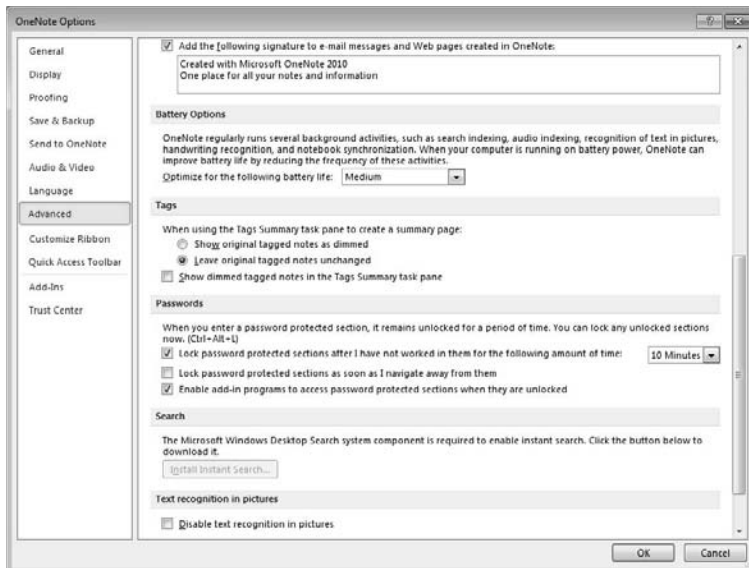 OneNote Options
General
Display
Proofing
Save & Backup
Send to OneNote
Audio & Video
Language
Advanced
Customize Ribbon
Quick Access Toolbar
Add-Ins
Trust Center
Add the following signature to e-mail messages and Web pages created in OneNote:
Created with Microsoft OneNote 2010
One place for all your notes and information
Battery Options
OneNote regularly runs several background activities, such as search indexing, audio indexing, recognition of text in pictures,
handwriting recognition, and notebook synchronization. When your computer is running on battery power, OneNote can
improve battery life by reducing the frequency of these activities.
Optimize for the following battery life: Medium
Tags
When using the Tags Summary task pane to create a summary page:
Show original tagged notes as dimmed
Leave original tagged notes unchanged
Show dimmed tagged notes in the Tags Summary task pane
Passwords
When you enter a password protected section, it remains unlocked for a period of time. You can lock any unlocked sections
now. (Ctrl+Alt+L)
Lock password protected sections after I have not worked in them for the following amount of time: 10 Minutes
Lock password protected sections as soon as I navigate away from them
Enable add-in programs to access password protected sections when they are unlocked
Search
The Microsoft Windows Desktop Search system component is required to enable instant search. Click the button below to
download it.
Install Instant Search...
Text recognition in pictures
Disable text recognition in pictures
OK
Cancel